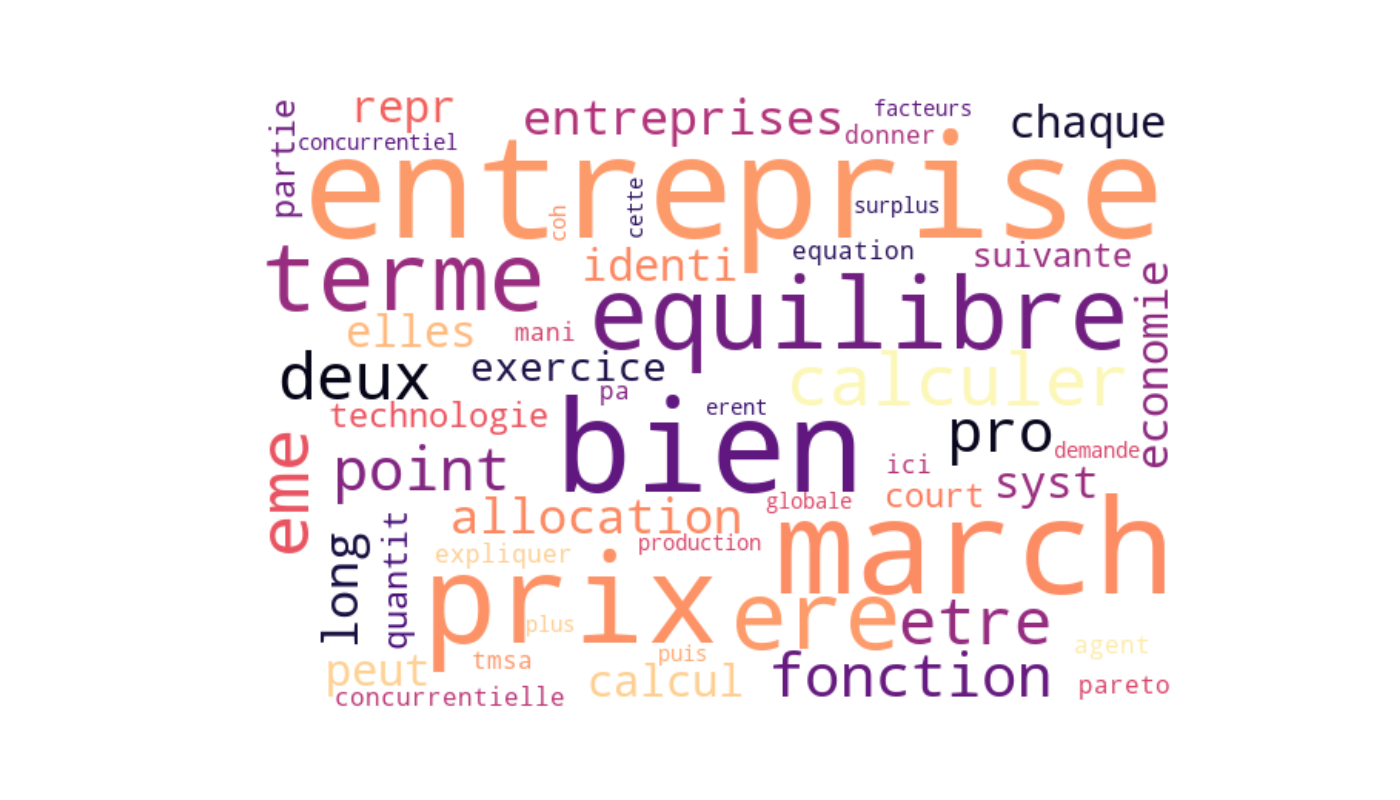 repr
entreprises
facteurs
donner
chaque
partie
concurrentiel
entreprise
coh
cette
surplus
terme
identi
equation
suivante
elles
mani
equilibre
economie
deux
exercice
pa
calculer
technologie
erent
bien
pro
demande
eme
point
ici
syst
court
allocation
globale
march
long
quantit
expliquer
production
prix
plus
ere
etre
peut
tmsa
puis
calcul
fonction
agent
pareto
concurrentielle